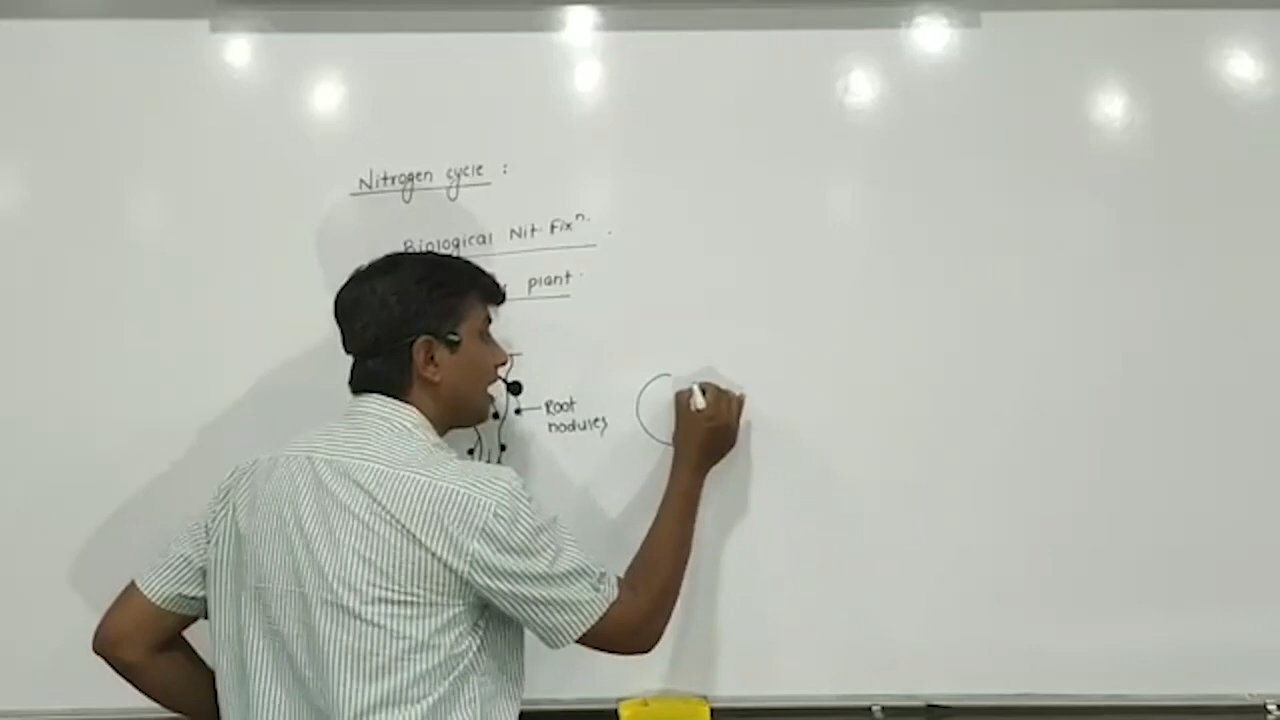 Nitrogen cycle :
Biological Nit. Fixⁿ.
plant.
Root
nodules